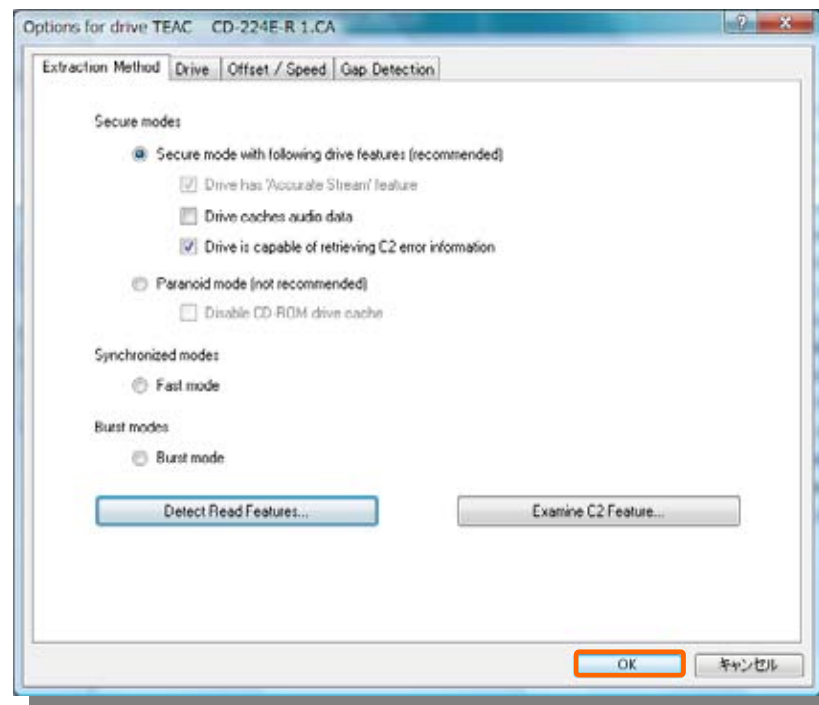 Options for drive TEAC CD-224E-R 1.CA
Extraction Method Drive Offset / Speed Gap Detection
Secure modes
Secure mode with following drive features (recommended)
Drive has 'Accurate Stream' feature
Drive caches audio data
Drive is capable of retrieving C2 error information
Paranoid mode (not recommended)
Disable CD-ROM drive cache
Synchronized modes
Fast mode
Burst modes
Burst mode
Detect Read Features... Examine C2 Feature...
OK キャンセル